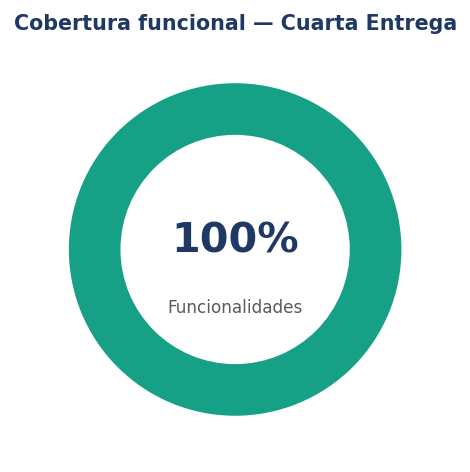 Cobertura funcional — Cuarta Entrega
100%
Funcionalidades